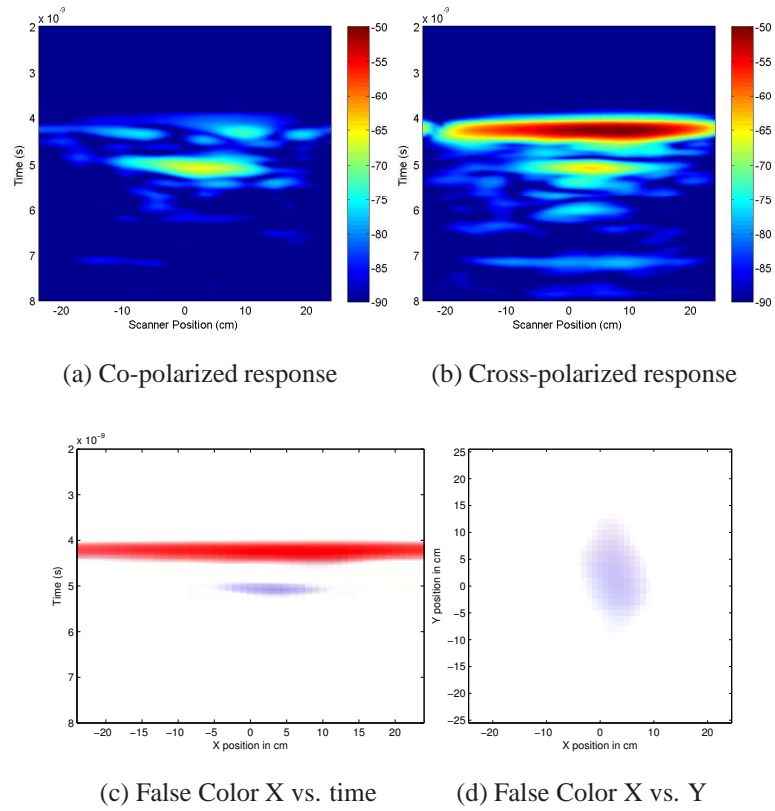 x 10⁻⁹
2
3
4
5
6
7
8
Time (s)
-20 -10 0 10 20
Scanner Position (cm)
-50
-55
-60
-65
-70
-75
-80
-85
-90
x 10⁻⁹
2
3
4
5
6
7
8
Time (s)
-20 -10 0 10 20
Scanner Position (cm)
-50
-55
-60
-65
-70
-75
-80
-85
-90
(a) Co-polarized response
(b) Cross-polarized response
x 10⁻⁹
2
3
4
5
6
7
8
Time (s)
−20 −15 −10 −5 0 5 10 15 20
X position in cm
25
20
15
10
5
0
−5
−10
−15
−20
−25
Y position in cm
−20 −10 0 10 20
X position in cm
(c) False Color X vs. time
(d) False Color X vs. Y